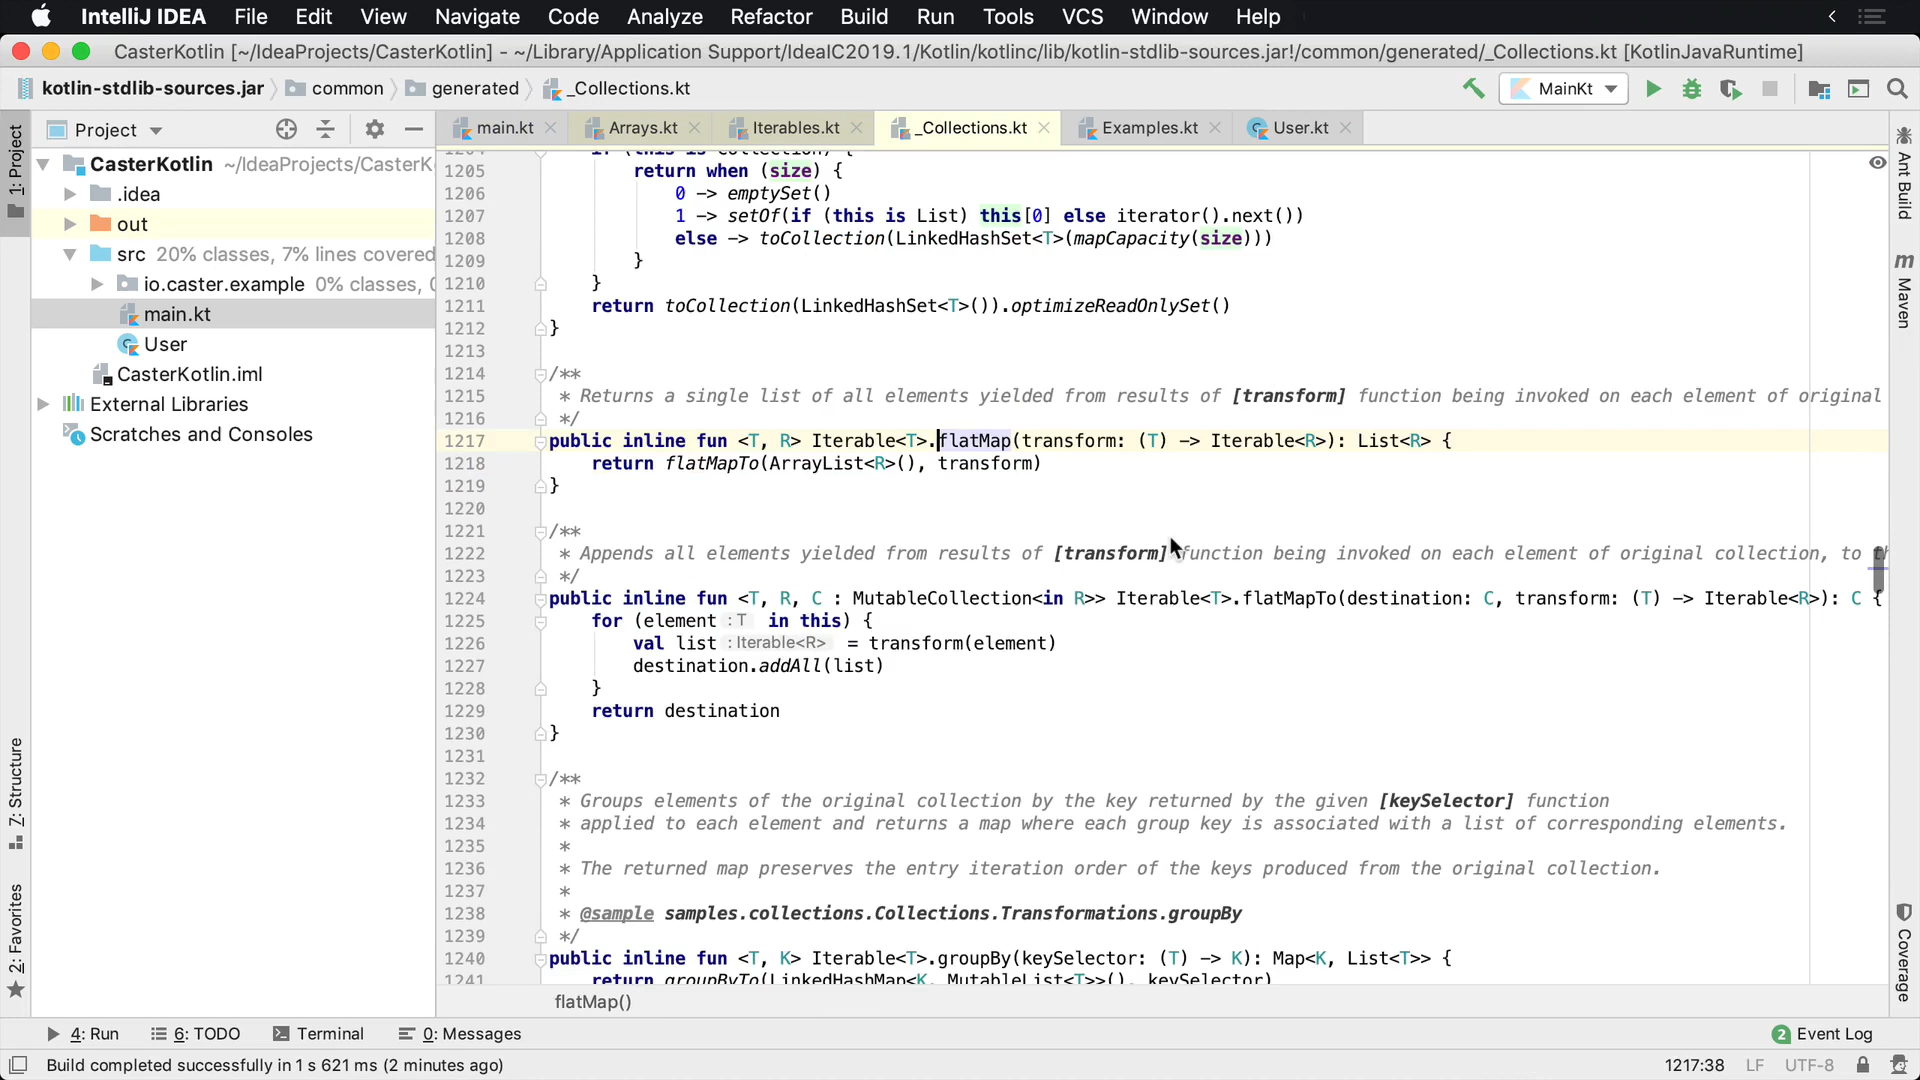 IntelliJ IDEA File Edit View Navigate Code Analyze Refactor Build Run Tools VCS Window Help
CasterKotlin [~/IdeaProjects/CasterKotlin] - ~/Library/Application Support/IdeaIC2019.1/Kotlin/kotlinc/lib/kotlin-stdlib-sources.jar!/common/generated/_Collections.kt [KotlinJavaRuntime]
kotlin-stdlib-sources.jar common generated _Collections.kt MainKt
Project
main.kt Arrays.kt Iterables.kt _Collections.kt Examples.kt User.kt
1: Project
Z: Structure
2: Favorites
CasterKotlin ~/IdeaProjects/CasterK
.idea
out
src 20% classes, 7% lines covered
io.caster.example 0% classes, 0
main.kt
User
CasterKotlin.iml
External Libraries
Scratches and Consoles
1205 return when (size) {
1206 0 -> emptySet()
1207 1 -> setOf(if (this is List) this[0] else iterator().next())
1208 else -> toCollection(LinkedHashSet<T>(mapCapacity(size)))
1209 }
1210 }
1211 return toCollection(LinkedHashSet<T>()).optimizeReadOnlySet()
1212 }
1213
1214 /**
1215 * Returns a single list of all elements yielded from results of [transform] function being invoked on each element of original
1216 */
1217 public inline fun <T, R> Iterable<T>.flatMap(transform: (T) -> Iterable<R>): List<R> {
1218 return flatMapTo(ArrayList<R>(), transform)
1219 }
1220
1221 /**
1222 * Appends all elements yielded from results of [transform] function being invoked on each element of original collection, to th
1223 */
1224 public inline fun <T, R, C : MutableCollection<in R>> Iterable<T>.flatMapTo(destination: C, transform: (T) -> Iterable<R>): C {
1225 for (element : T in this) {
1226 val list : Iterable<R> = transform(element)
1227 destination.addAll(list)
1228 }
1229 return destination
1230 }
1231
1232 /**
1233 * Groups elements of the original collection by the key returned by the given [keySelector] function
1234 * applied to each element and returns a map where each group key is associated with a list of corresponding elements.
1235 *
1236 * The returned map preserves the entry iteration order of the keys produced from the original collection.
1237 *
1238 * @sample samples.collections.Collections.Transformations.groupBy
1239 */
1240 public inline fun <T, K> Iterable<T>.groupBy(keySelector: (T) -> K): Map<K, List<T>> {
1241 return groupByTo(LinkedHashMap<K, MutableList<T>>(), keySelector)
flatMap()
Ant Build
m Maven
Coverage
4: Run 6: TODO Terminal 0: Messages 2 Event Log
Build completed successfully in 1 s 621 ms (2 minutes ago) 1217:38 LF UTF-8